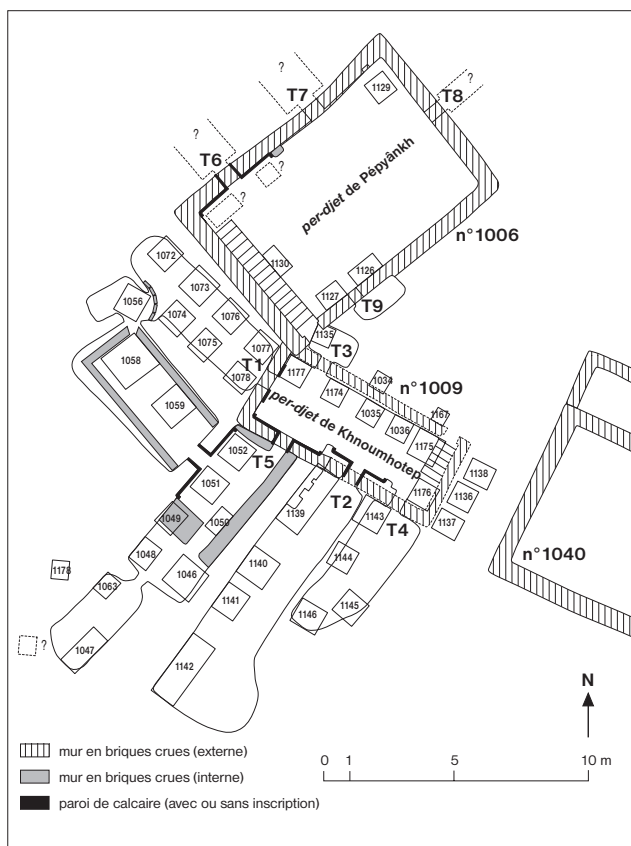 ?
?
T7
1129
T8
?
T6
?
per-djet de Pépyânkh
?
n°1006
1072
1130
1073
1126
1056
1127
T9
1074
1076
1135
1075
1077
T3
1058
T1
1177
1034
n°1009
1078
1174
1059
1035
1167
per-djet de Khnoumhotep
1036
1175
1052
T5
1138
1051
T2
1176
1136
1139
1143
T4
1137
1049
1050
n°1040
1048
1144
1178
1046
1140
1063
1141
1145
1146
?
1047
1142
N
mur en briques crues (externe)
mur en briques crues (interne)
0 1 5 10 m
paroi de calcaire (avec ou sans inscription)